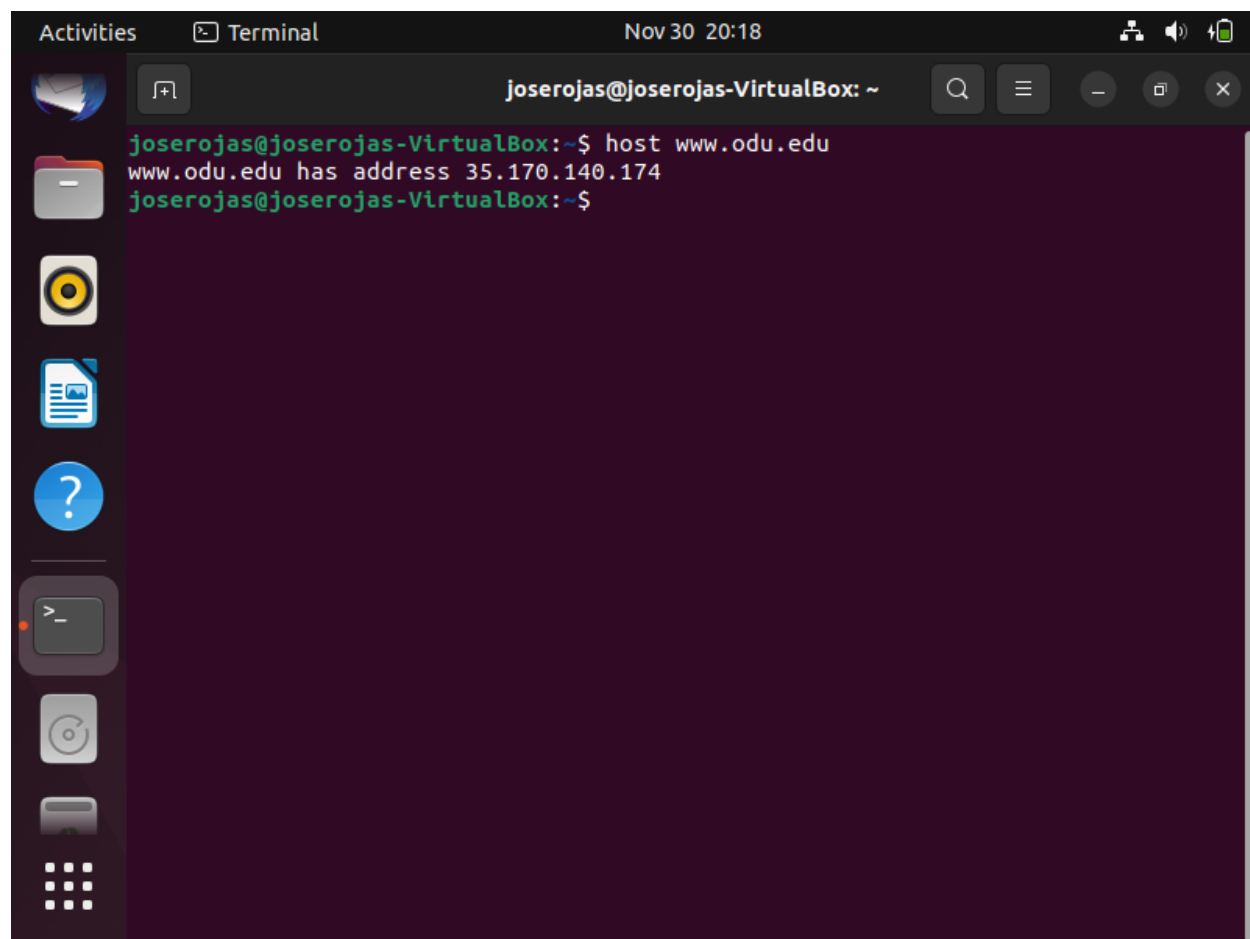 Activities Terminal Nov 30 20:18
joserojas@joserojas-VirtualBox: ~
joserojas@joserojas-VirtualBox:~$ host www.odu.edu
www.odu.edu has address 35.170.140.174
joserojas@joserojas-VirtualBox:~$